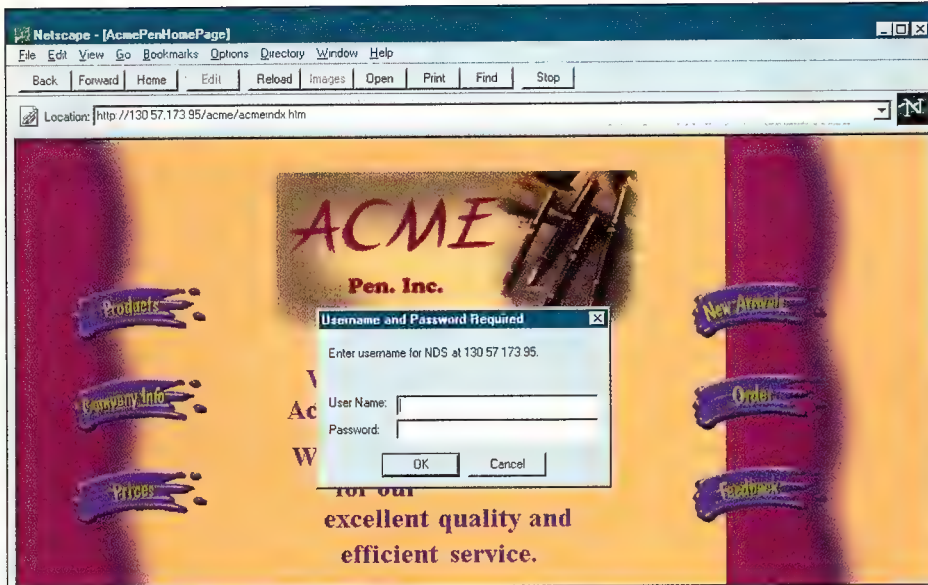 Netscape - [AcmePenHomePage]
File Edit View Go Bookmarks Options Directory Window Help
Back Forward Home Edit Reload Images Open Print Find Stop
Location: http://130 57.173 95/acme/acmeindx htm
N
ACME
Pen. Inc.
Products
New Arrivals
Username and Password Required
Enter username for NDS at 130 57 173 95.
User Name:
Password:
OK Cancel
Company Info
Order
Prices
Feedback
for our
excellent quality and
efficient service.